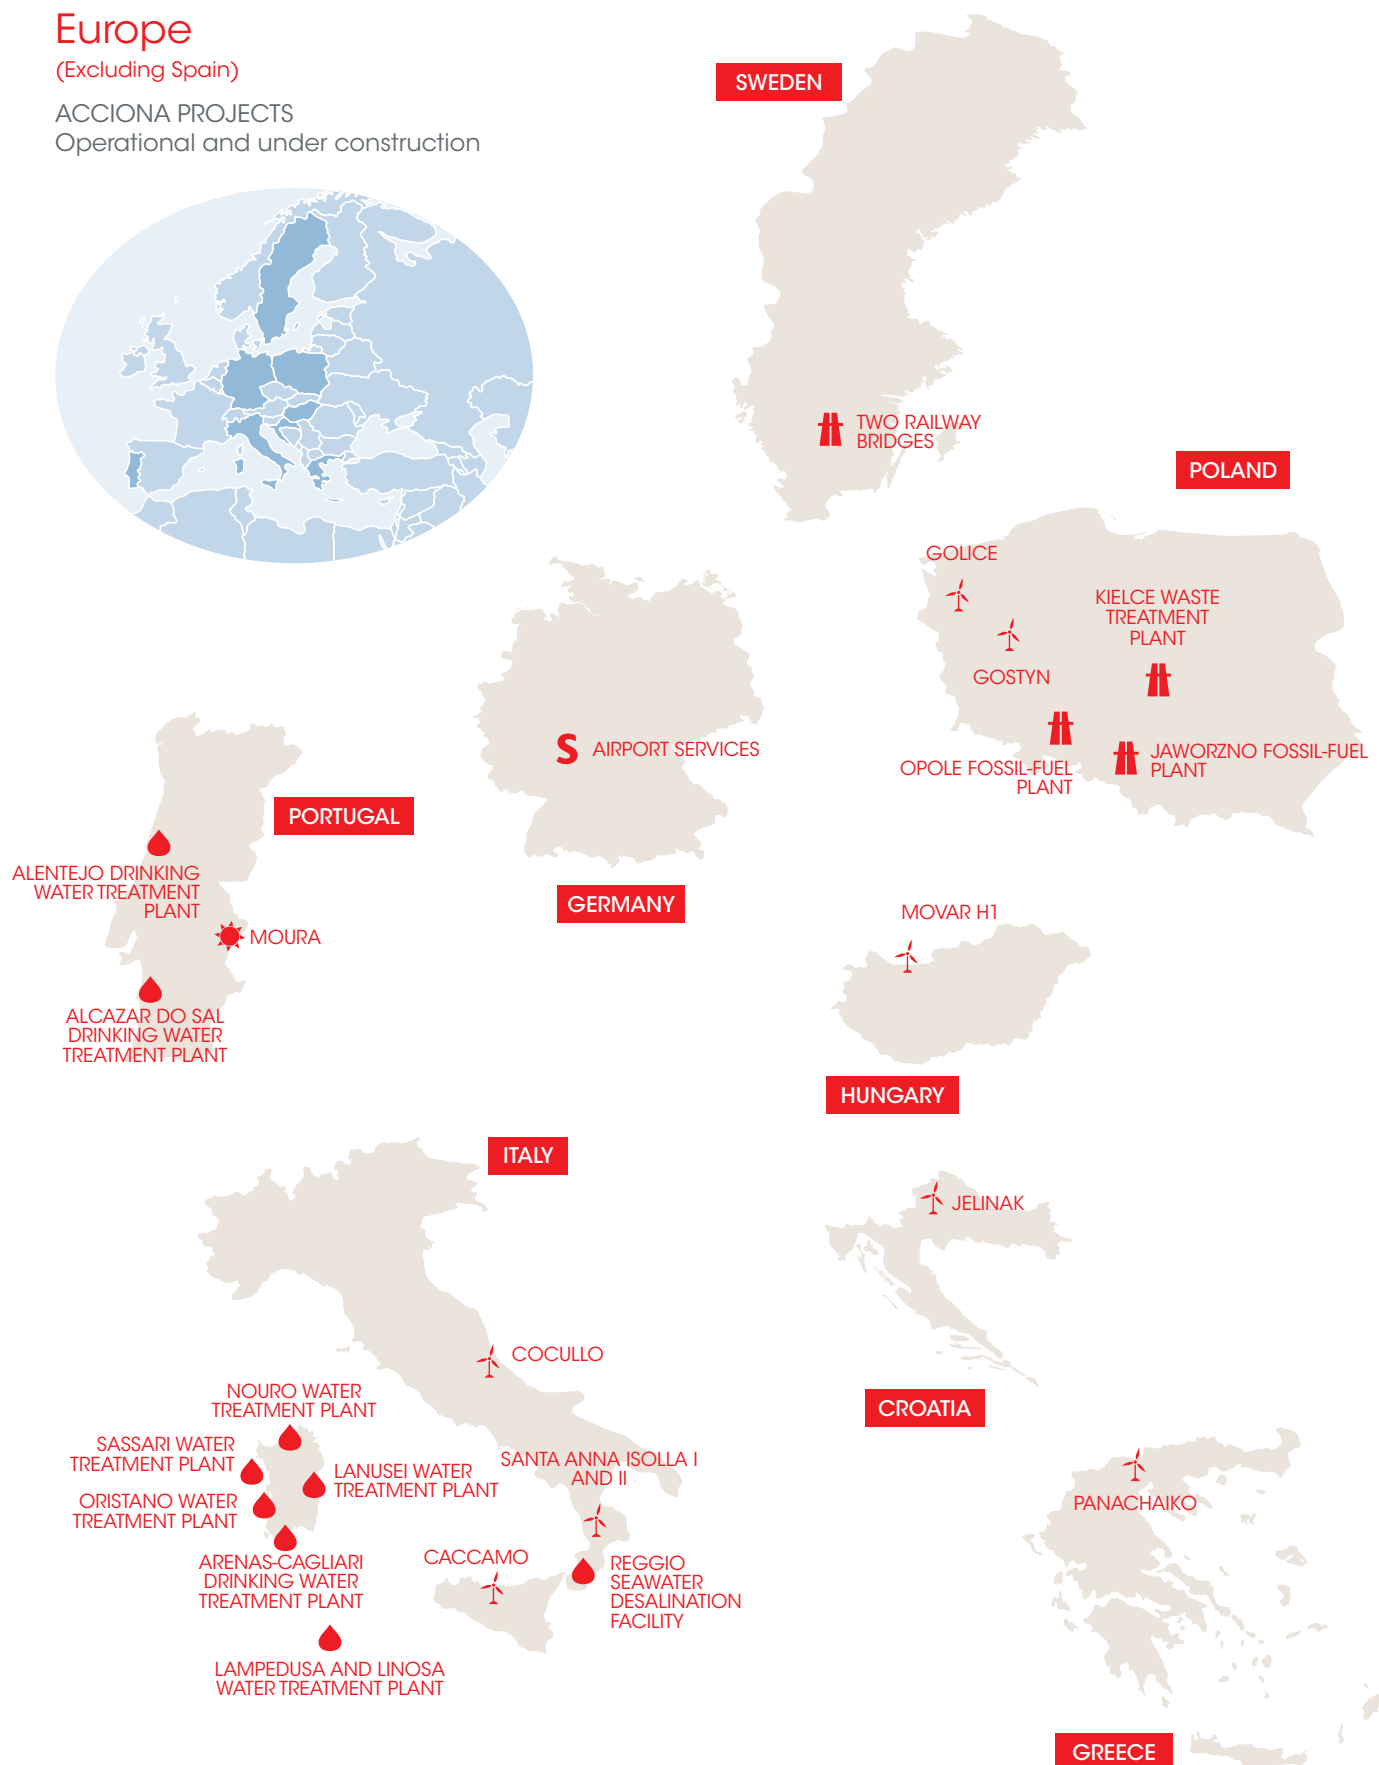 Europe
(Excluding Spain)
ACCIONA PROJECTS
Operational and under construction
SWEDEN
TWO RAILWAY
BRIDGES
POLAND
GOLICE
GOSTYN
KIELCE WASTE
TREATMENT
PLANT
OPOLE FOSSIL-FUEL
PLANT
JAWORZNO FOSSIL-FUEL
PLANT
S AIRPORT SERVICES
GERMANY
PORTUGAL
ALENTEJO DRINKING
WATER TREATMENT
PLANT
MOURA
ALCAZAR DO SAL
DRINKING WATER
TREATMENT PLANT
MOVAR H1
HUNGARY
ITALY
COCULLO
NOURO WATER
TREATMENT PLANT
SASSARI WATER
TREATMENT PLANT
LANUSEI WATER
TREATMENT PLANT
ORISTANO WATER
TREATMENT PLANT
ARENAS-CAGLIARI
DRINKING WATER
TREATMENT PLANT
SANTA ANNA ISOLLA I
AND II
CACCAMO
REGGIO
SEAWATER
DESALINATION
FACILITY
LAMPEDUSA AND LINOSA
WATER TREATMENT PLANT
JELINAK
CROATIA
PANACHAIKO
GREECE